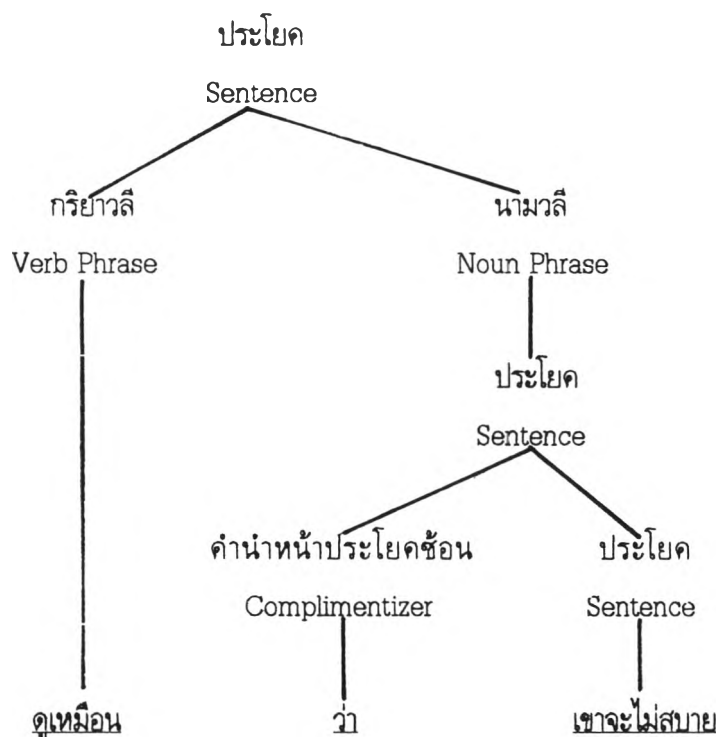 ประโยค
Sentence
กริยาวลี นามวลี
Verb Phrase Noun Phrase
ประโยค
Sentence
คำนำหน้าประโยคซ้อน ประโยค
Complimentizer Sentence
ดูเหมือน ว่า เขาจะไม่สบาย